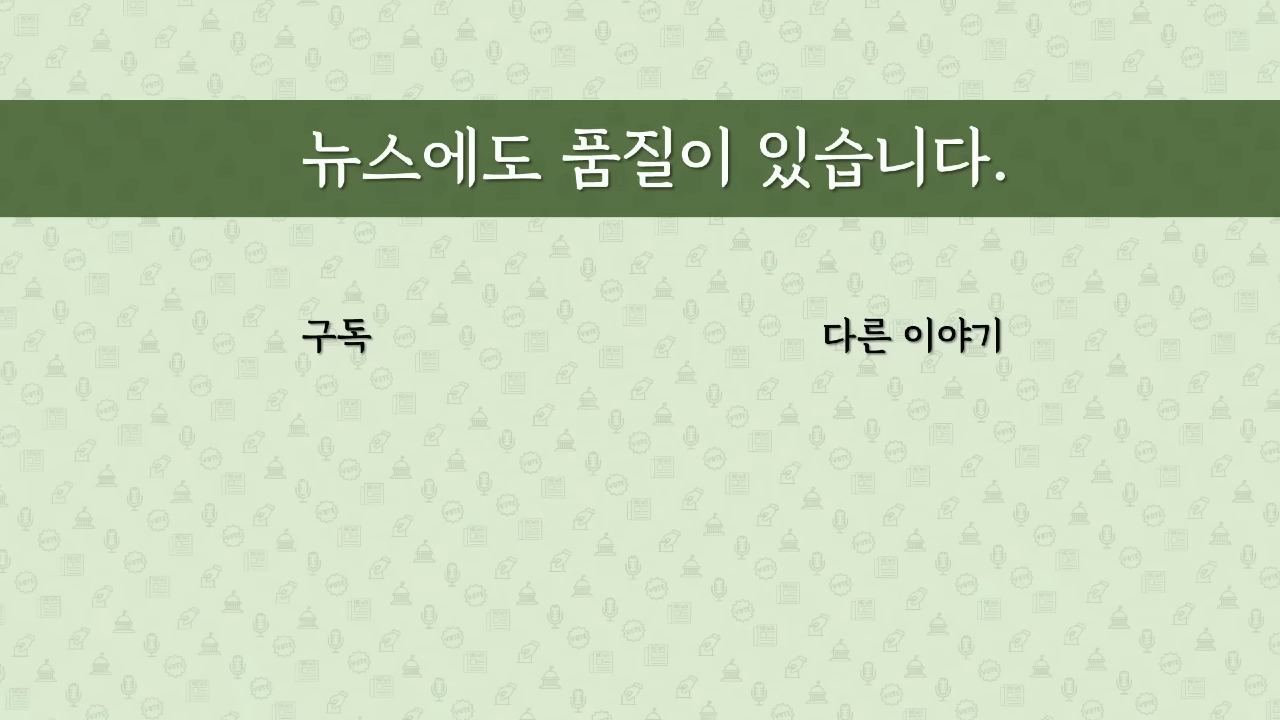 뉴스에도 품질이 있습니다.
구독
다른 이야기